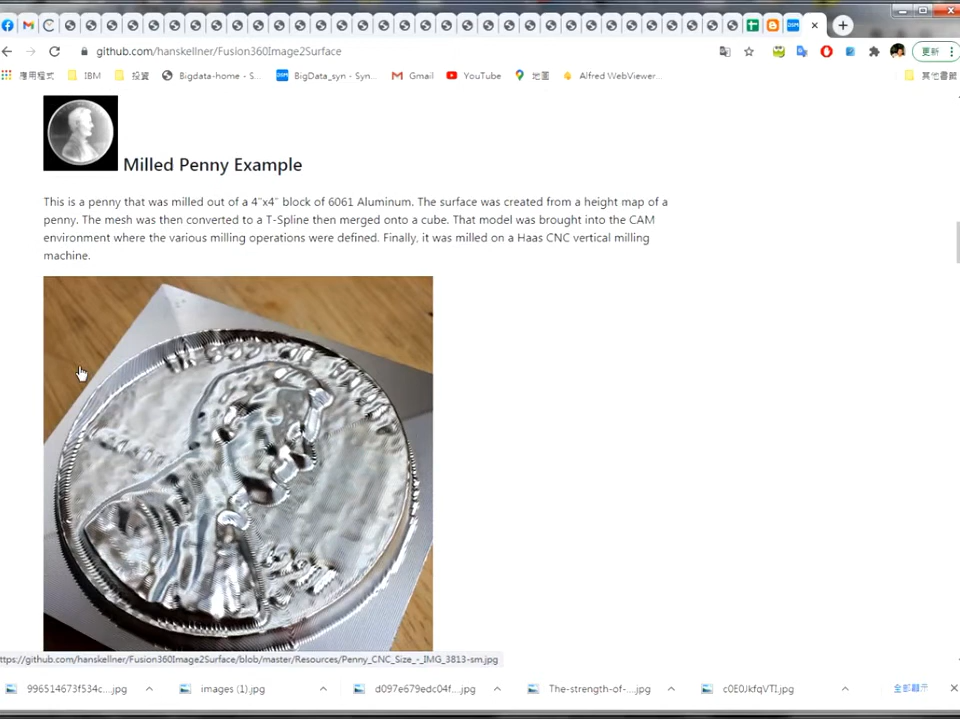 github.com/hanskellner/Fusion360Image2Surface
更新
應用程式
IBM
投資
Bigdata-home - S...
BigData_syn - Syn...
Gmail
YouTube
地圖
Alfred WebViewer...
其他書籤
Milled Penny Example
This is a penny that was milled out of a 4"x4" block of 6061 Aluminum. The surface was created from a height map of a
penny. The mesh was then converted to a T-Spline then merged onto a cube. That model was brought into the CAM
environment where the various milling operations were defined. Finally, it was milled on a Haas CNC vertical milling
machine.
ttps://github.com/hanskellner/Fusion360Image2Surface/blob/master/Resources/Penny_CNC_Size_-_IMG_3813-sm.jpg
996514673f534c...jpg
images (1).jpg
d097e679edc04f...jpg
The-strength-of-...jpg
c0E0JkfqVTI.jpg
全部顯示